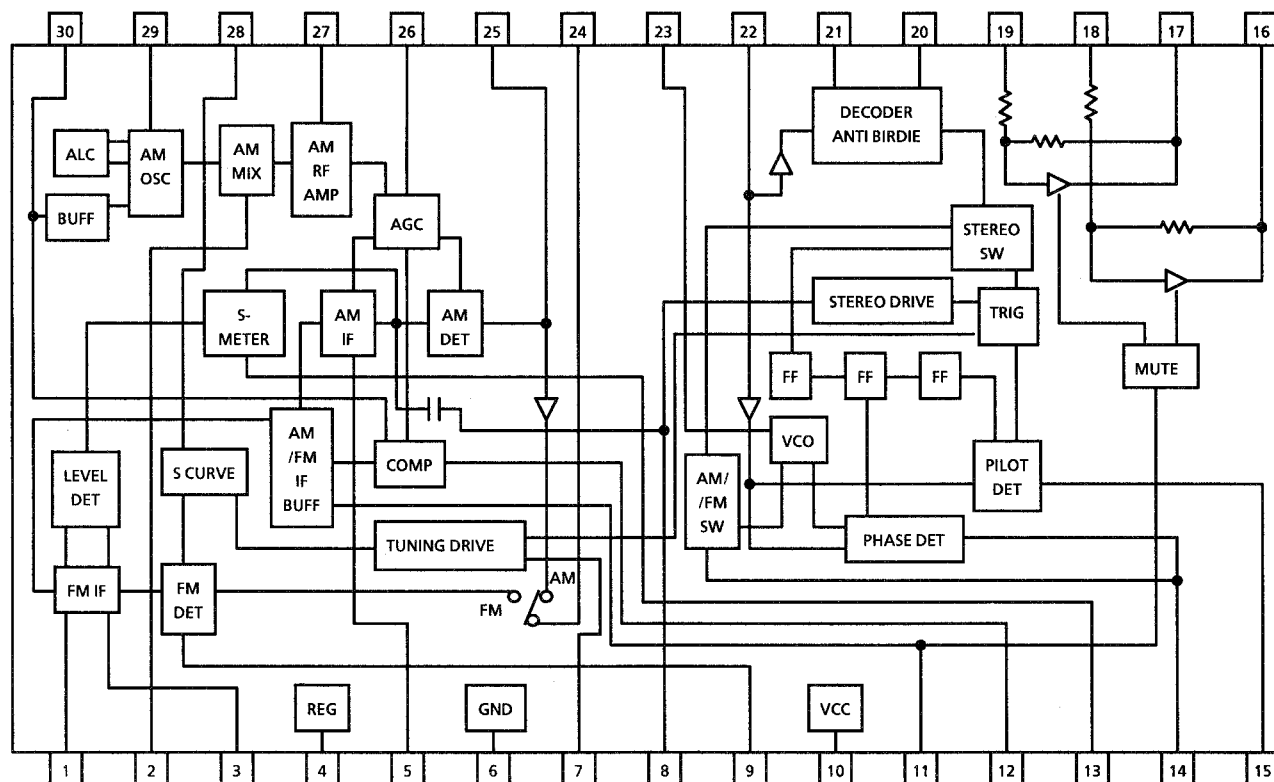 30 29 28 27 26 25 24 23 22 21 20 19 18 17 16
ALC
AM
OSC
AM
MIX
AM
RF
AMP
DECODER
ANTI BIRDIE
BUFF
AGC
STEREO
SW
S-
METER
AM
IF
AM
DET
STEREO DRIVE
TRIG
FF
FF
FF
MUTE
AM
/FM
IF
BUFF
COMP
VCO
LEVEL
DET
S CURVE
AM/
/FM
SW
PILOT
DET
TUNING DRIVE
PHASE DET
FM IF
FM
DET
FM
AM
REG
GND
VCC
1 2 3 4 5 6 7 8 9 10 11 12 13 14 15